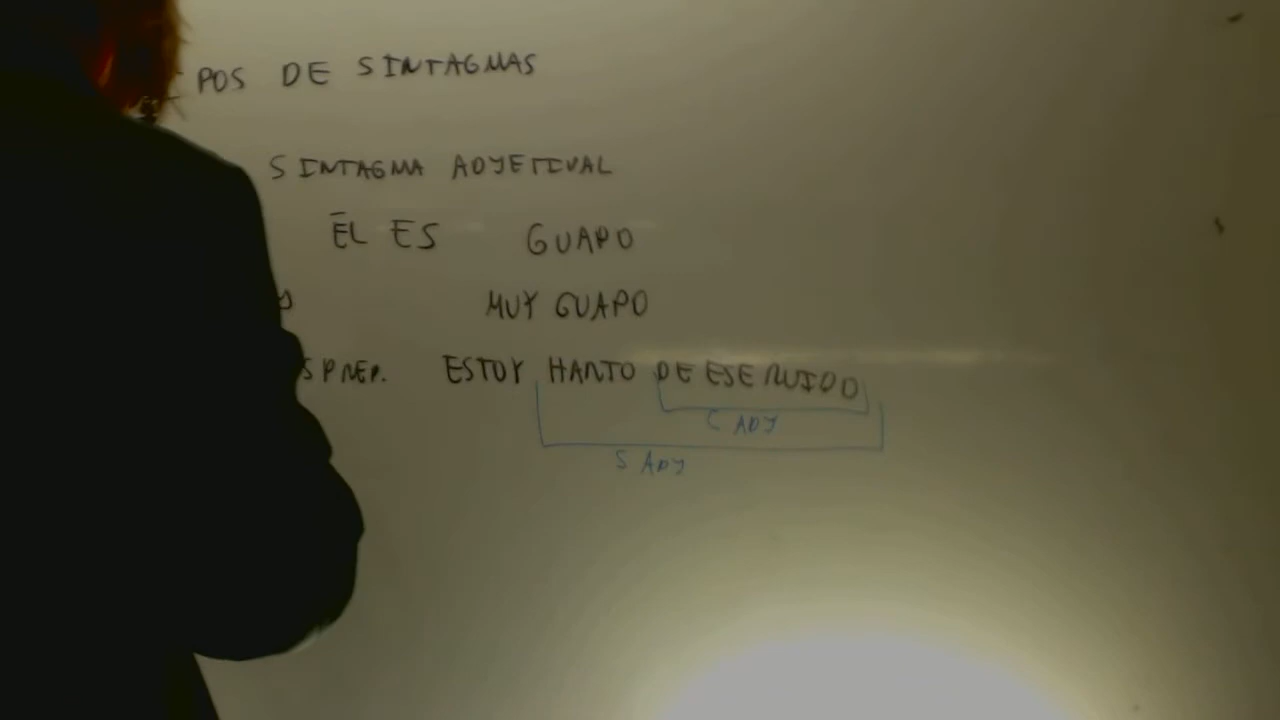 POS DE SINTAGMAS
SINTAGMA ADJETIVAL
ÉL ES GUAPO
MUY GUAPO
S PREP. ESTOY HARTO DE ESE RUIDO
C ADJ
S ADJ